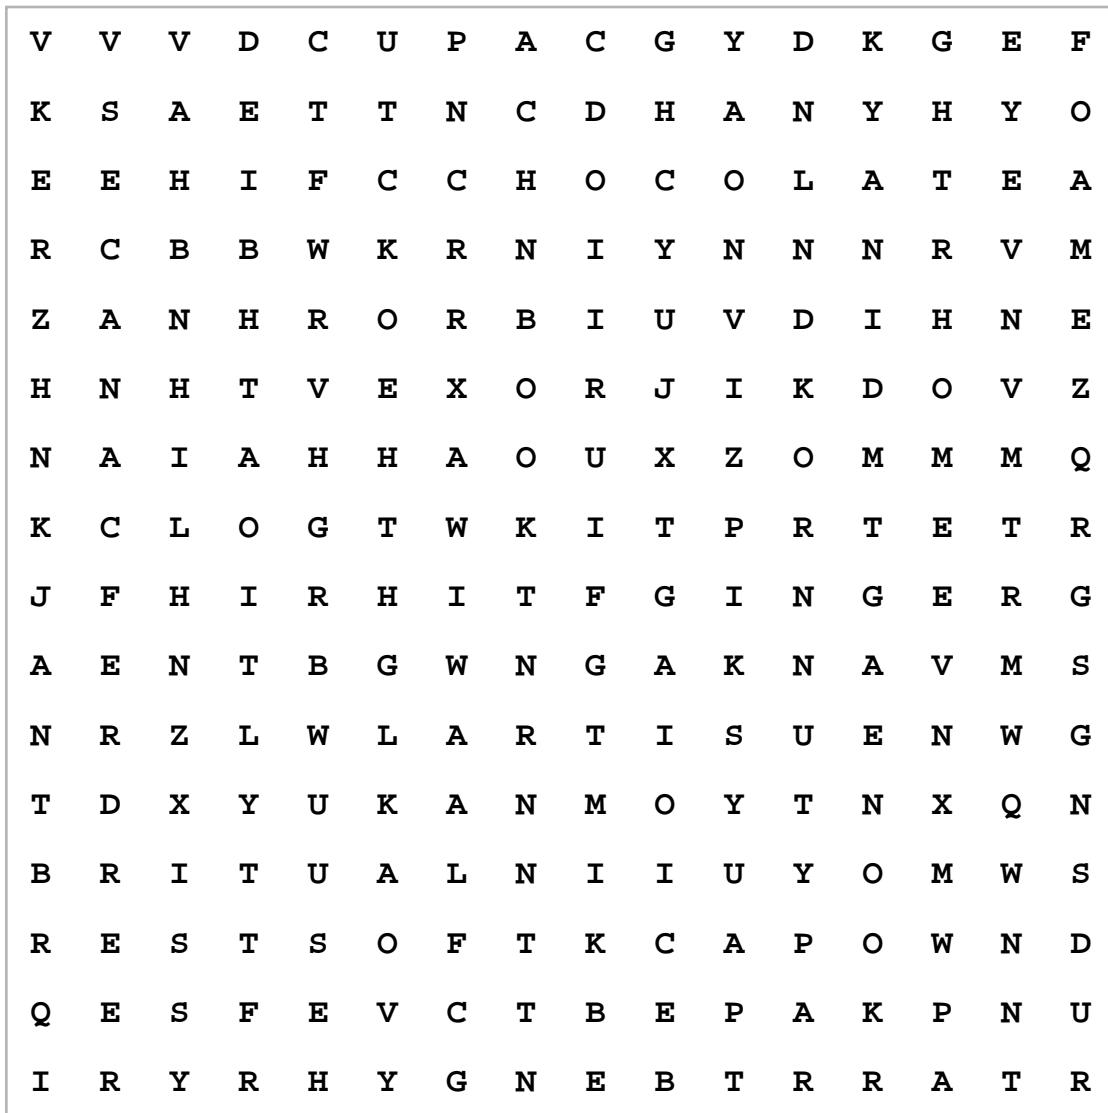 V V V D C U P A C G Y D K G E F
K S A E T T N C D H A N Y H Y O
E E H I F C C H O C O L A T E A
R C B B W K R N I Y N N N R V M
Z A N H R O R B I U V D I H N E
H N H T V E X O R J I K D O V Z
N A I A H H A O U X Z O M M M Q
K C L O G T W K I T P R T E T R
J F H I R H I T F G I N G E R G
A E N T B G W N G A K N A V M S
N R Z L W L A R T I S U E N W G
T D X Y U K A N M O Y T N X Q N
B R I T U A L N I I U Y O M W S
R E S T S O F T K C A P O W N D
Q E S F E V C T B E P A K P N U
I R Y R H Y G N E B T R R A T R